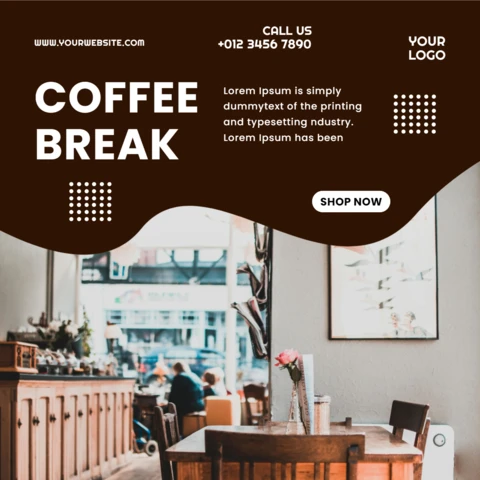 WWW.YOURWEBSITE.COM
CALL US
+012 3456 7890
YOUR
LOGO
COFFEE
BREAK
Lorem Ipsum is simply
dummytext of the printing
and typesetting ndustry.
Lorem Ipsum has been
SHOP NOW